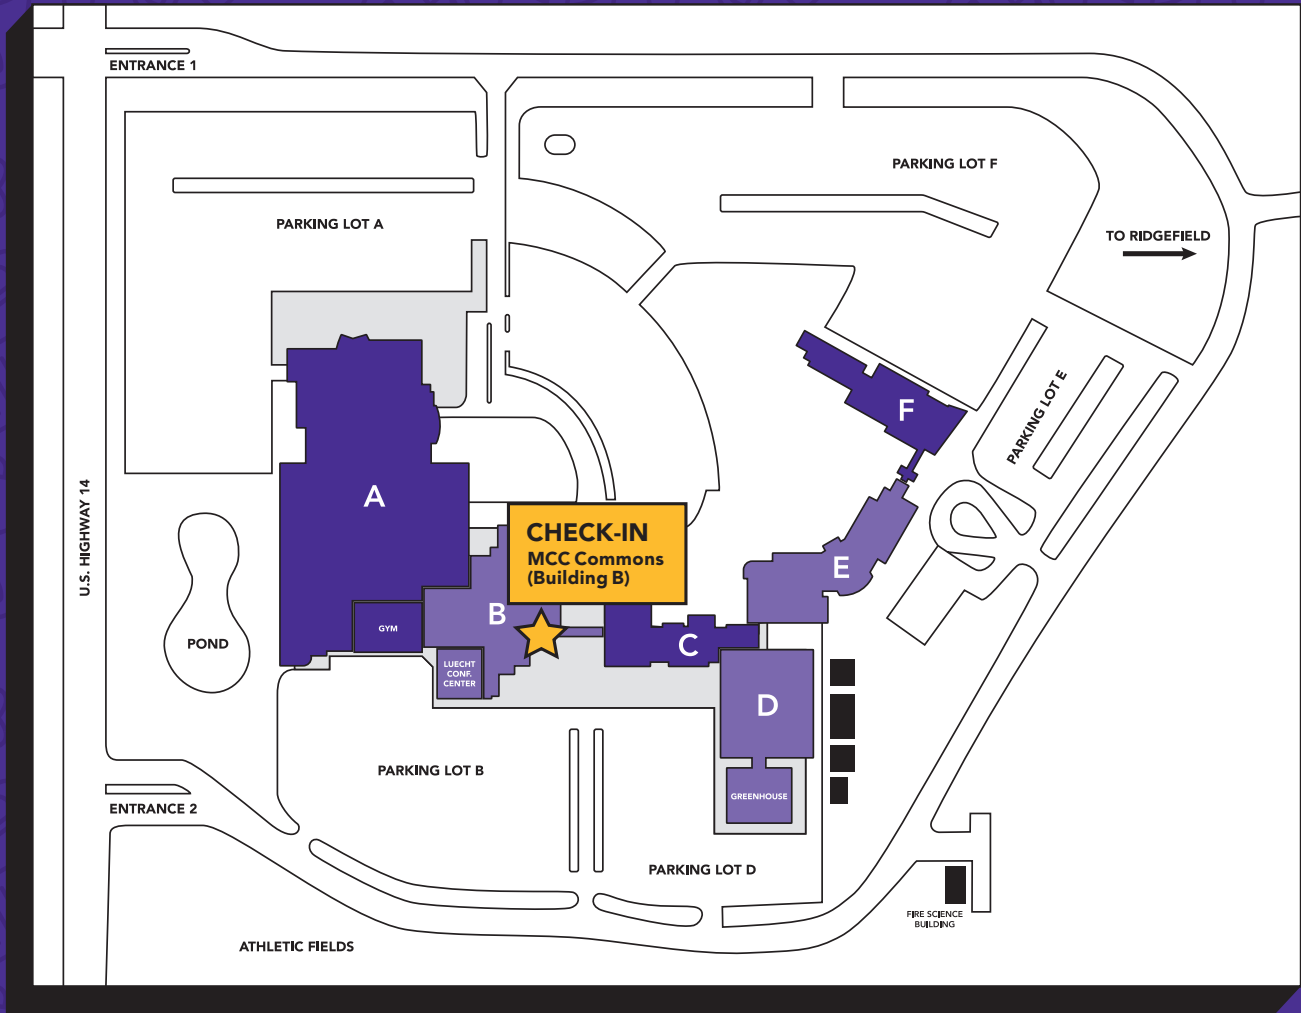 ENTRANCE 1
PARKING LOT F
PARKING LOT A
TO RIDGEFIELD
F
PARKING LOT E
A
U.S. HIGHWAY 14
CHECK-IN
MCC Commons
(Building B)
E
B
GYM
C
POND
LUECHT
CONF.
CENTER
D
PARKING LOT B
GREENHOUSE
ENTRANCE 2
PARKING LOT D
FIRE SCIENCE
BUILDING
ATHLETIC FIELDS